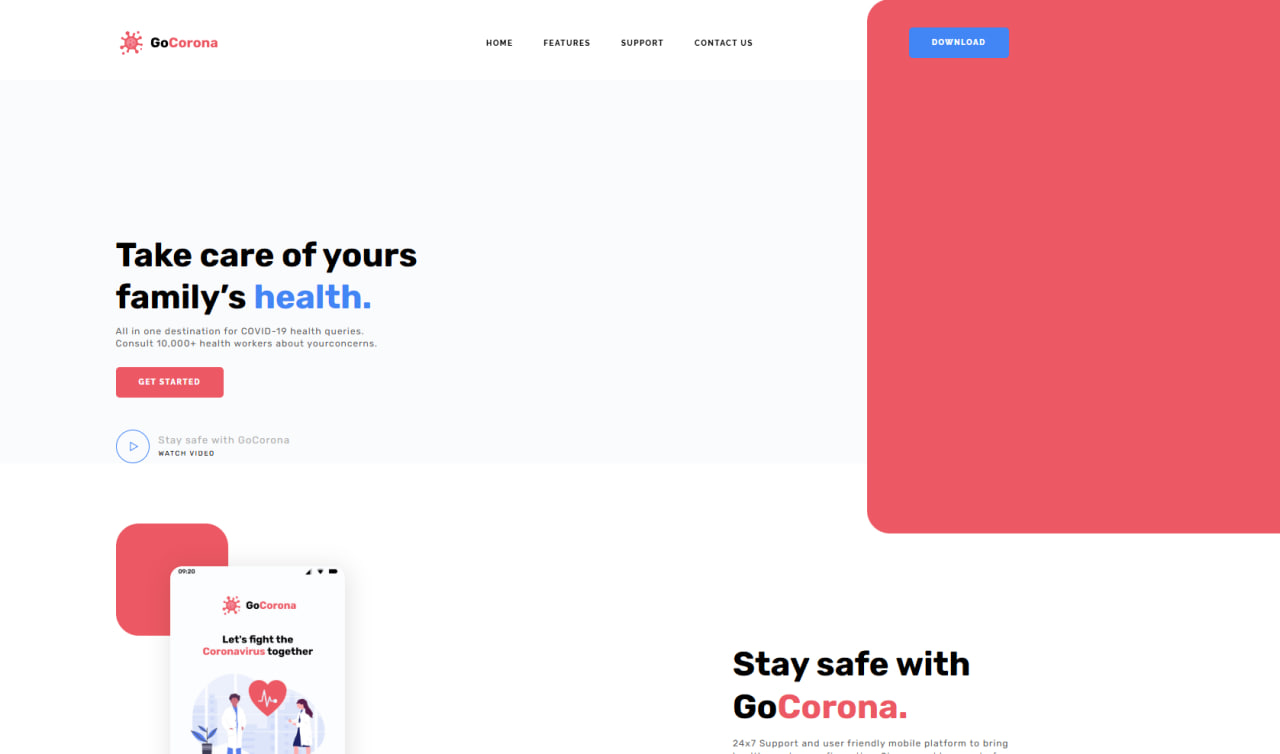 GoCorona
HOME FEATURES SUPPORT CONTACT US DOWNLOAD
Take care of yours
family's health.
All in one destination for COVID-19 health queries.
Consult 10,000+ health workers about yourconcerns.
GET STARTED
Stay safe with GoCorona
WATCH VIDEO
09:20
GoCorona
Let's fight the
Coronavirus together
Stay safe with
GoCorona.
24x7 Support and user friendly mobile platform to bring